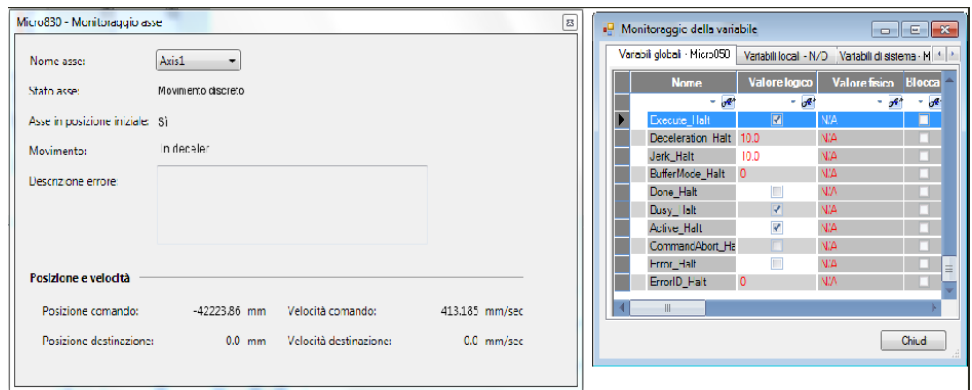 Micro830 - Monitoraggio asse
Nome asse: Axis1
Stato asse: Movimento discreto
Asse in posizione iniziale: Sì
Movimento: In deceler
Descrizione errore:
Posizione e velocità
Posizione comando: -42223.86 mm Velocità comando: 413.185 mm/sec
Posizione destinazione: 0.0 mm Velocità destinazione: 0.0 mm/sec
Monitoraggio della variabile
Variabili globali - Micro850 Variabili locali - N/D Variabili di sistema - M
Nome Valore logico Valore fisico Blocca
Execute_Halt N/A
Deceleration_Halt 10.0 N/A
Jerk_Halt 10.0 N/A
BufferMode_Halt 0 N/A
Done_Halt N/A
Busy_Halt N/A
Active_Halt N/A
CommandAbort_Ha N/A
Error_Halt N/A
ErrorID_Halt 0 N/A
Chiudi